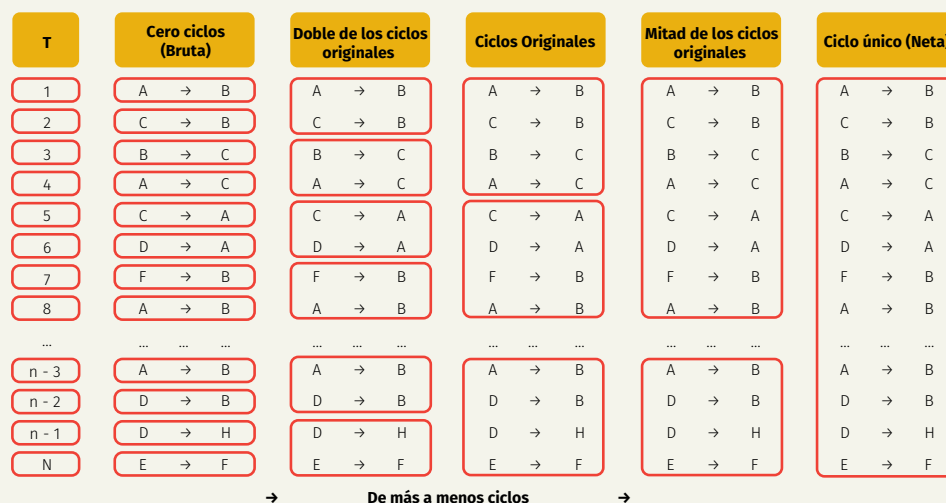 T Cero ciclos (Bruta) Doble de los ciclos originales Ciclos Originales Mitad de los ciclos originales Ciclo único (Neta)
1 A → B A → B A → B A → B A → B
2 C → B C → B C → B C → B C → B
3 B → C B → C B → C B → C B → C
4 A → C A → C A → C A → C A → C
5 C → A C → A C → A C → A C → A
6 D → A D → A D → A D → A D → A
7 F → B F → B F → B F → B F → B
8 A → B A → B A → B A → B A → B
... ... ... ... ... ... ... ... ... ... ... ... ... ... ... ...
n - 3 A → B A → B A → B A → B A → B
n - 2 D → B D → B D → B D → B D → B
n - 1 D → H D → H D → H D → H D → H
N E → F E → F E → F E → F E → F
→ De más a menos ciclos →